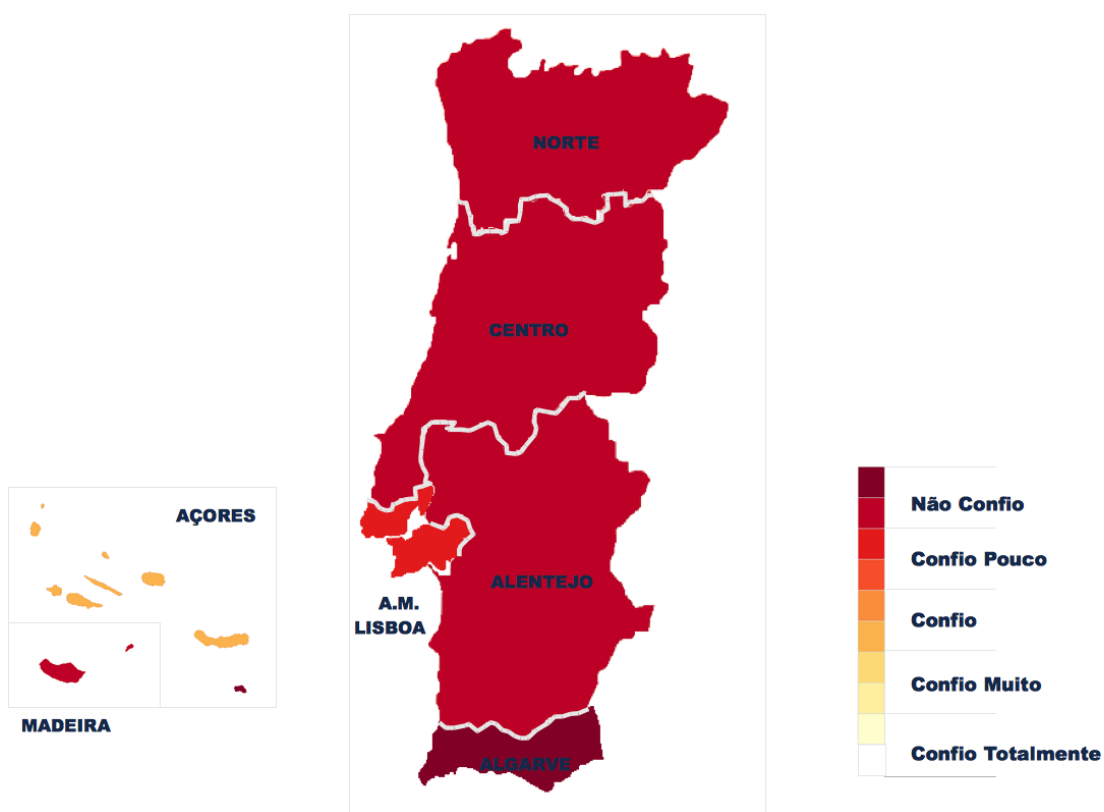 NORTE
CENTRO
AÇORES
ALENTEJO
A.M.
LISBOA
MADEIRA
ALGARVE
Não Confio
Confio Pouco
Confio
Confio Muito
Confio Totalmente